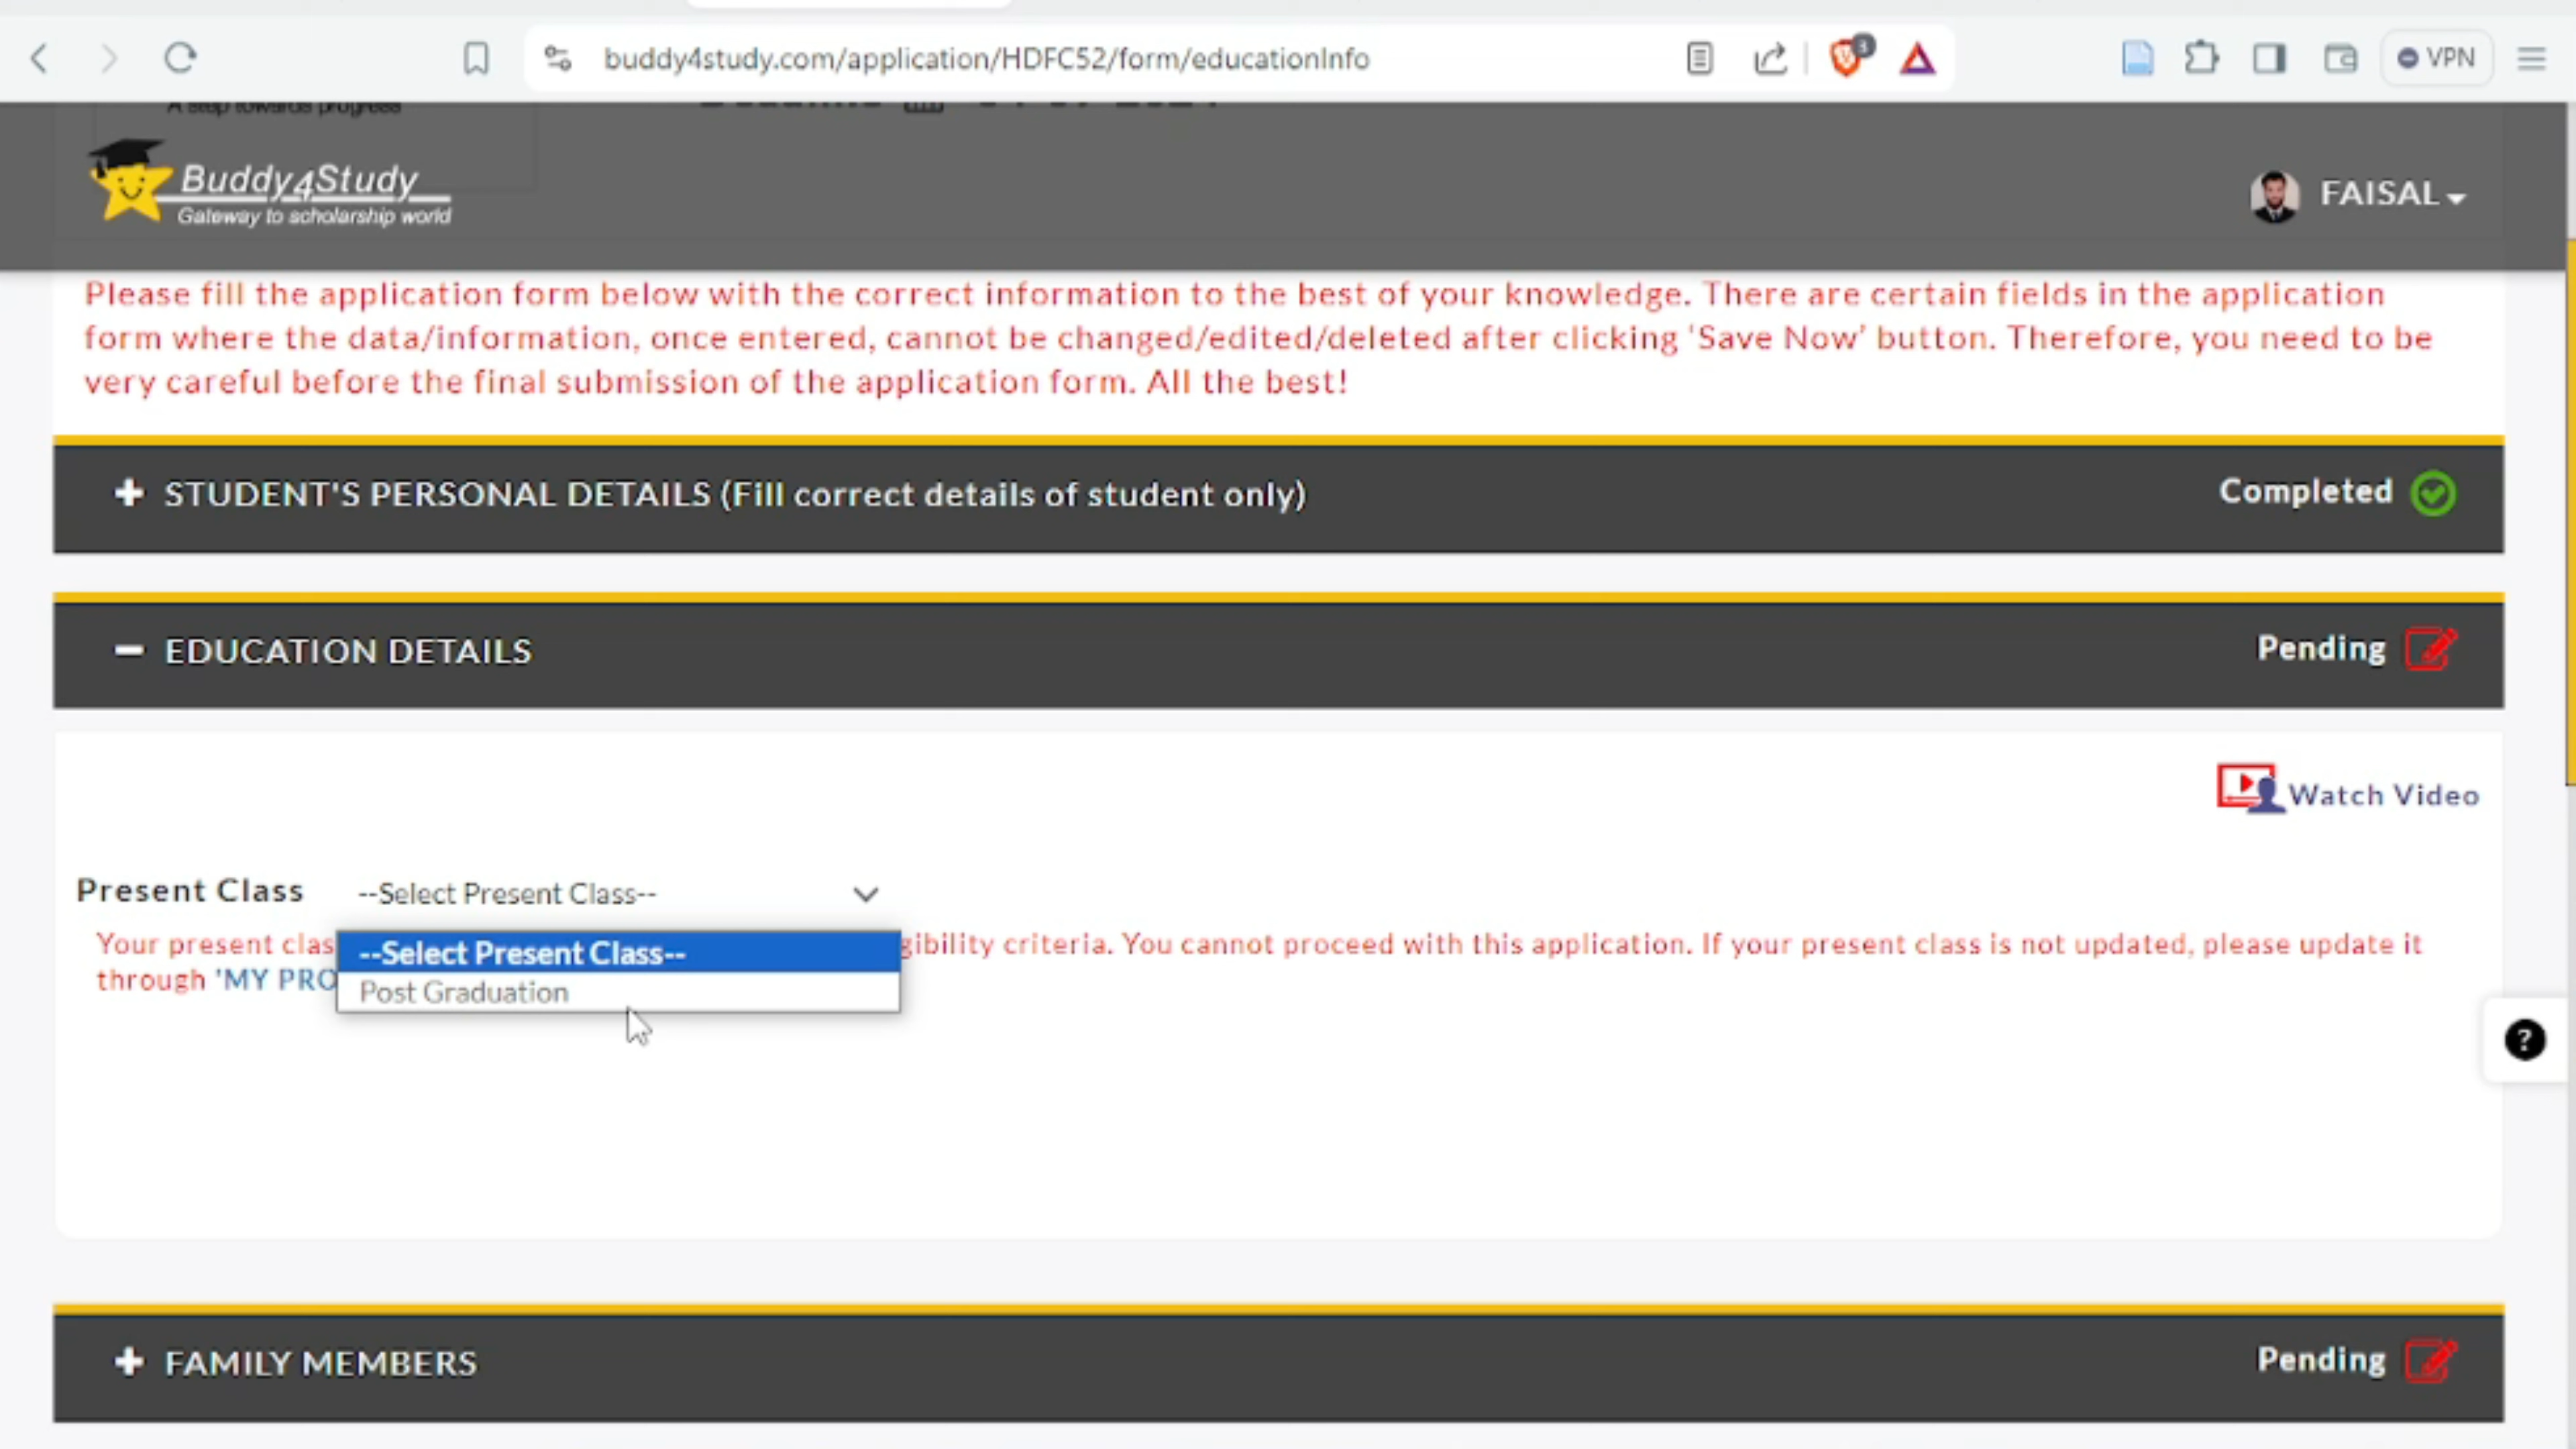 buddy4study.com/application/HDFC52/form/educationInfo
3
VPN
A step towards progress
Buddy4Study
Gateway to scholarship world
FAISAL
Please fill the application form below with the correct information to the best of your knowledge. There are certain fields in the application
form where the data/information, once entered, cannot be changed/edited/deleted after clicking ‘Save Now’ button. Therefore, you need to be
very careful before the final submission of the application form. All the best!
STUDENT'S PERSONAL DETAILS (Fill correct details of student only)
Completed
EDUCATION DETAILS
Pending
Watch Video
Present Class
--Select Present Class--
Your present clas
--Select Present Class--
gibility criteria. You cannot proceed with this application. If your present class is not updated, please update it
through 'MY PRO
Post Graduation
?
FAMILY MEMBERS
Pending